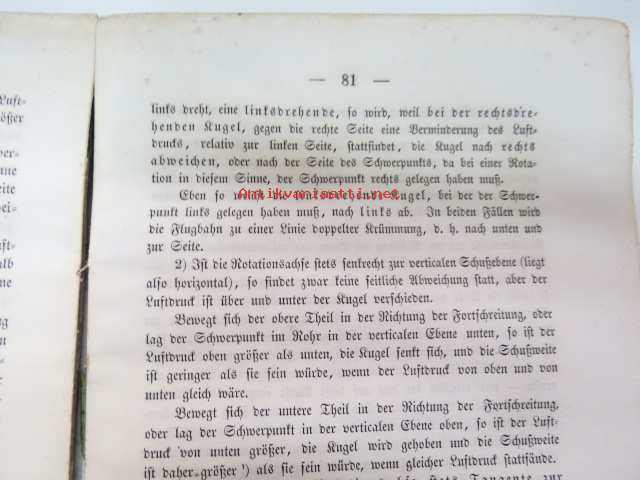 Luft=
größer
— 81 —
links dreht, eine linksdrehende, so wird, weil bei der rechtsdre=
henden Kugel, gegen die rechte Seite eine Verminderung des Luft=
drucks, relativ zur linken Seite, stattfindet, die Kugel nach rechts
abweichen, oder nach der Seite des Schwerpunkts, da bei einer Rota=
tion in diesem Sinne, der Schwerpunkt rechts gelegen haben muß.
Antikvariaatti.net
Eben so weicht die linksdrehende Kugel, bei der der Schwer=
punkt links gelegen haben muß, nach links ab. In beiden Fällen wird
die Flugbahn zu einer Linie doppelter Krümmung, d. h. nach unten und
zur Seite.
2) Ist die Rotationsachse stets senkrecht zur verticalen Schußebene (liegt
also horizontal), so findet zwar keine seitliche Abweichung statt, aber der
Luftdruck ist über und unter der Kugel verschieden.
Bewegt sich der obere Theil in der Richtung der Fortschreitung, oder
lag der Schwerpunkt im Rohr in der verticalen Ebene unten, so ist der
Luftdruck oben größer als unten, die Kugel senkt sich, und die Schußweite
ist geringer als sie sein würde, wenn der Luftdruck von oben und von
unten gleich wäre.
Bewegt sich der untere Theil in der Richtung der Fortschreitung,
oder lag der Schwerpunkt in der verticalen Ebene oben, so ist der Luft=
druck von unten größer, die Kugel wird gehoben und die Schußweite
ist daher größer ¹) als sie sein würde, wenn gleicher Luftdruck stattfände.
stets Tangente zur